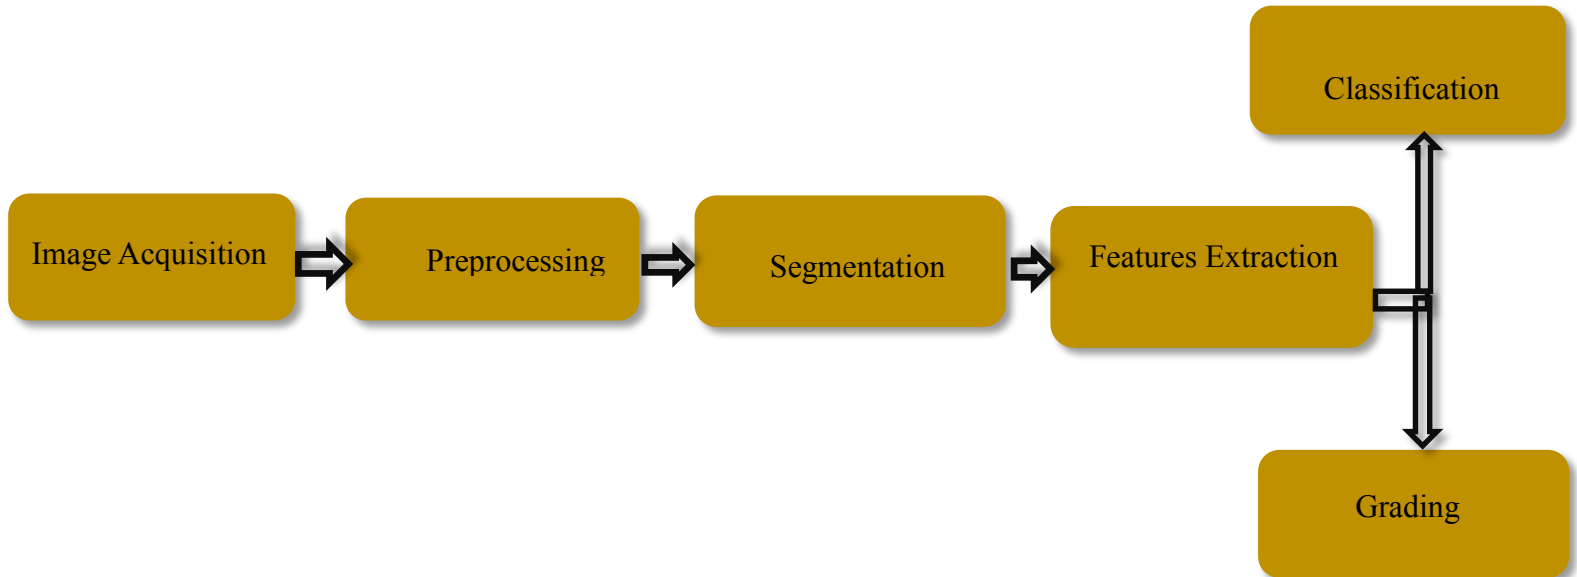 Image Acquisition
Preprocessing
Segmentation
Features Extraction
Classification
Grading